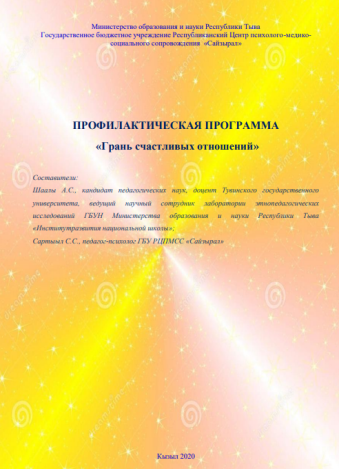 Министерство образования и науки Республики Тыва
Государственное бюджетное учреждение Республиканский Центр психолого-медико-
социального сопровождения «Сайзырал»
ПРОФИЛАКТИЧЕСКАЯ ПРОГРАММА
«Грань счастливых отношений»
Составители:
Шаалы А.С., кандидат педагогических наук, доцент Тувинского государственного
университета, ведущий научный сотрудник лаборатории этнопедагогических
исследований ГБУН Министерства образования и науки Республики Тыва
«Институтразвития национальной школы»;
Сартыыл С.С., педагог-психолог ГБУ РЦПМСС «Сайзырал»
Кызыл 2020